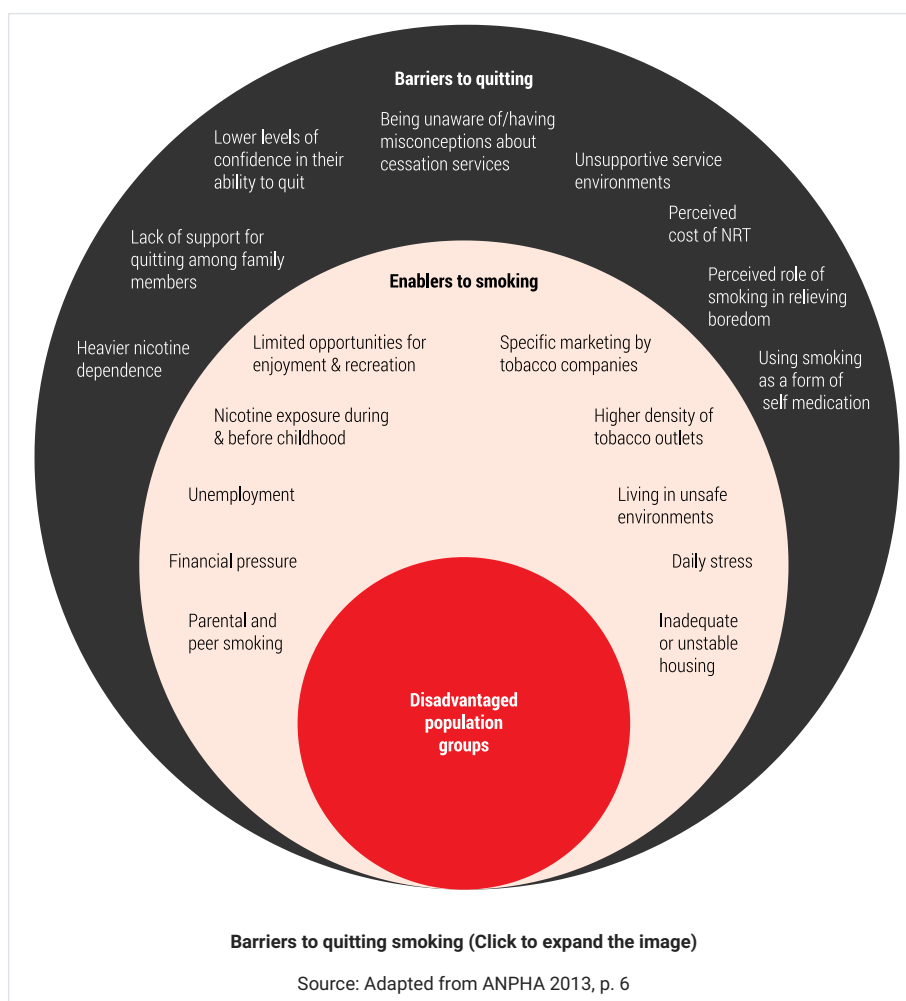 Barriers to quitting
Being unaware of/having
misconceptions about
cessation services
Lower levels of
confidence in their
ability to quit
Unsupportive service
environments
Perceived
cost of NRT
Lack of support for
quitting among family
members
Perceived role of
smoking in relieving
boredom
Heavier nicotine
dependence
Using smoking
as a form of
self medication
Enablers to smoking
Limited opportunities for
enjoyment & recreation
Specific marketing by
tobacco companies
Nicotine exposure during
& before childhood
Higher density of
tobacco outlets
Unemployment
Living in unsafe
environments
Financial pressure
Daily stress
Parental and
peer smoking
Inadequate
or unstable
housing
Disadvantaged
population
groups
Barriers to quitting smoking (Click to expand the image)
Source: Adapted from ANPHA 2013, p. 6